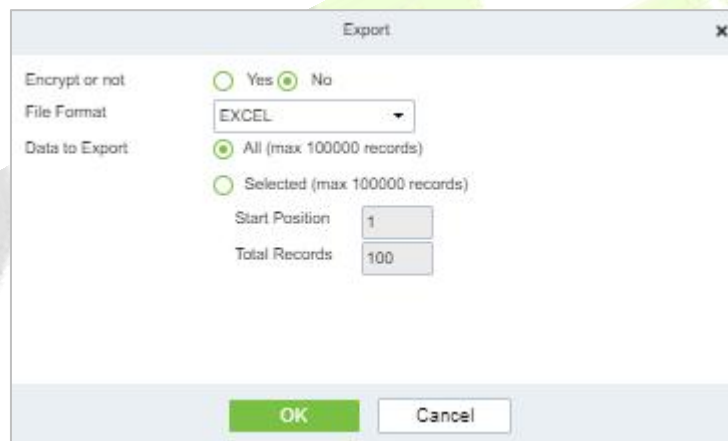 Export
Encrypt or not Yes No
File Format EXCEL
Data to Export All (max 100000 records)
Selected (max 100000 records)
Start Position 1
Total Records 100
OK Cancel